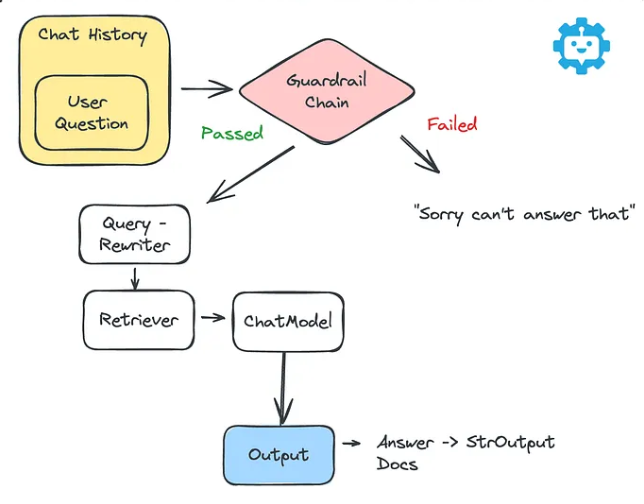 Chat History
User
Question
Guardrail
Chain
Passed
Failed
"Sorry can't answer that"
Query -
Rewriter
Retriever
ChatModel
Output
Answer -> StrOutput
Docs